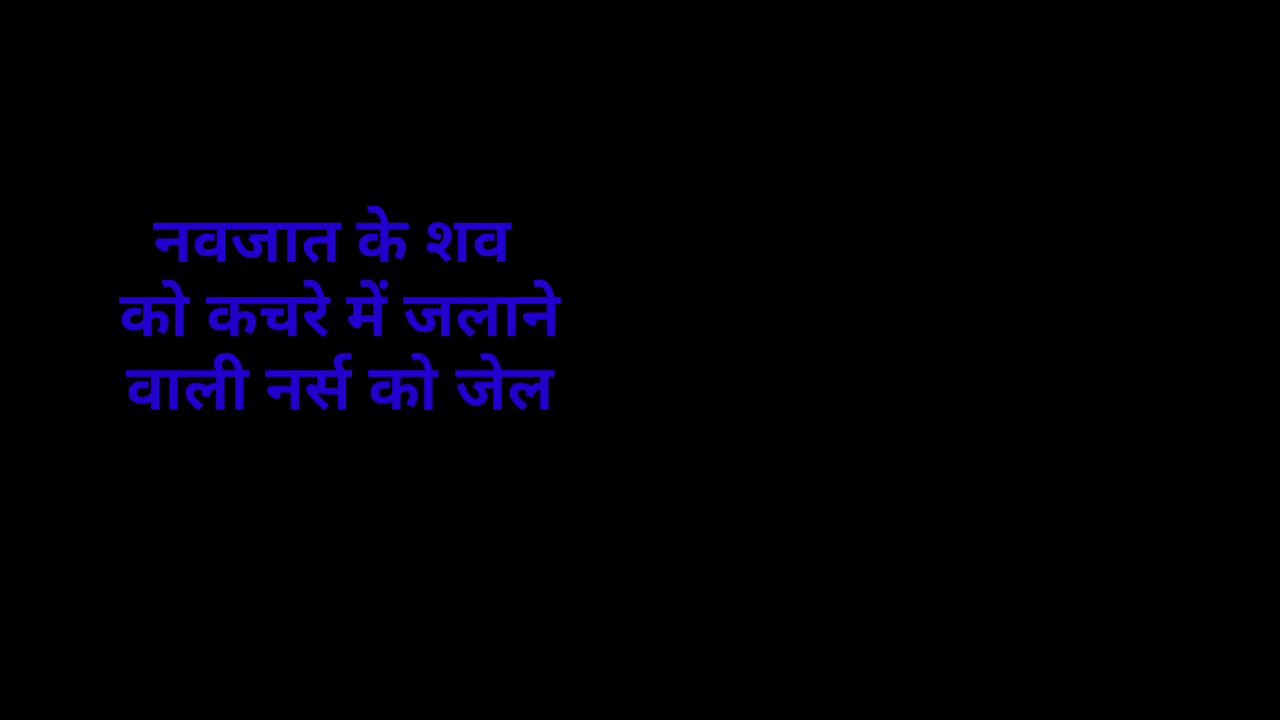 नवजात के शव
को कचरे में जलाने
वाली नर्स को जेल